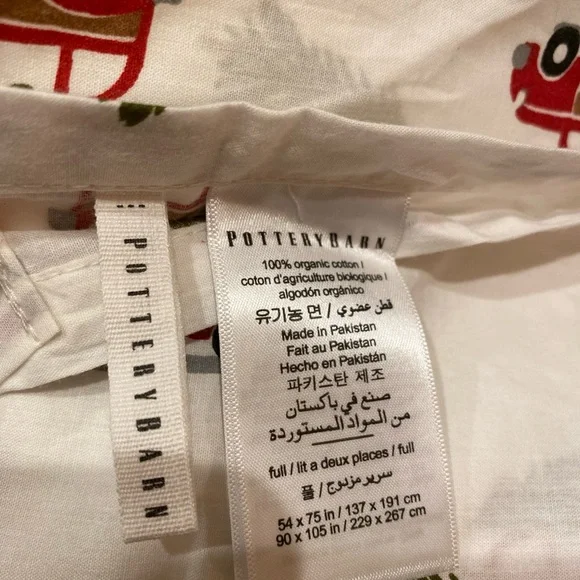 POTTERYBARN
POTTERYBARN
100% organic cotton /
coton d'agriculture biologique /
algodón orgánico
유기농 면 / قطن عضوي
Made in Pakistan
Fait au Pakistan
Hecho en Pakistán
파키스탄 제조
صنع في باكستان
من المواد المستوردة
full / lit a deux places / full
풀 / سرير مزدوج
54 x 75 in / 137 x 191 cm
90 x 105 in / 229 x 267 cm